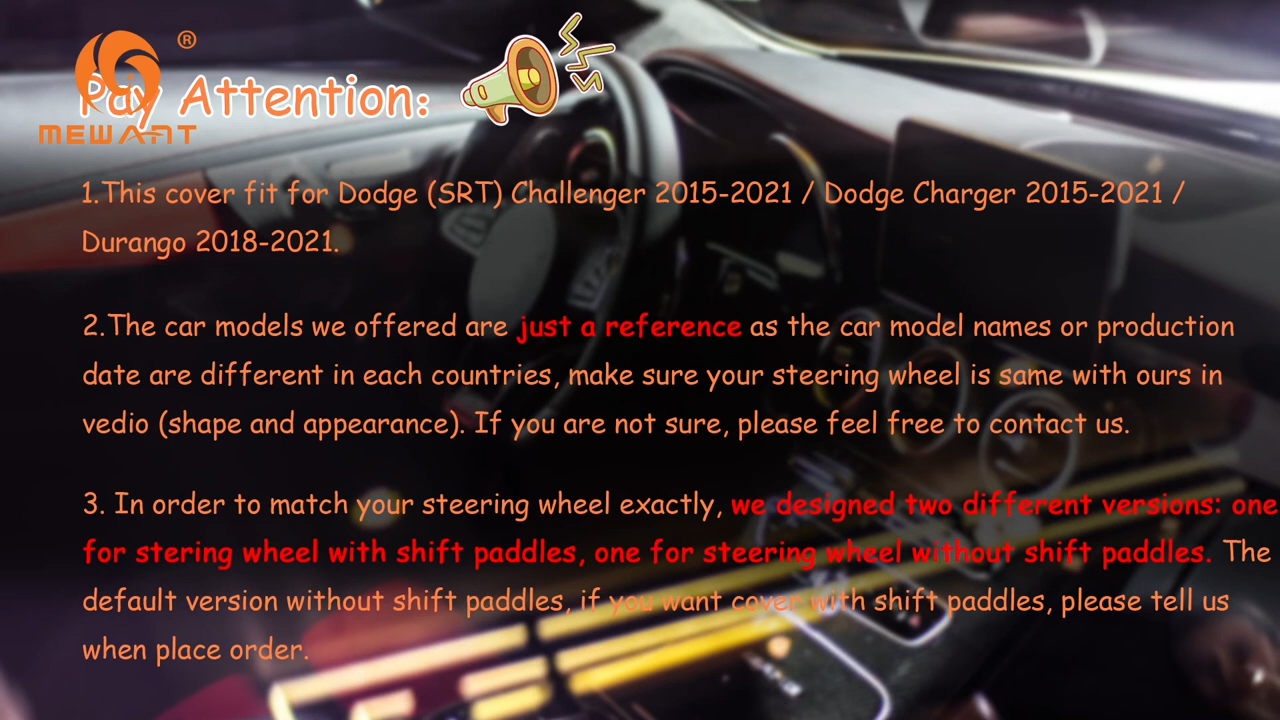 ®
Pay Attention:
MEWANT
1.This cover fit for Dodge (SRT) Challenger 2015-2021 / Dodge Charger 2015-2021 /
Durango 2018-2021.
2.The car models we offered are just a reference as the car model names or production
date are different in each countries, make sure your steering wheel is same with ours in
vedio (shape and appearance). If you are not sure, please feel free to contact us.
3. In order to match your steering wheel exactly, we designed two different versions: one
for stering wheel with shift paddles, one for steering wheel without shift paddles. The
default version without shift paddles, if you want cover with shift paddles, please tell us
when place order.